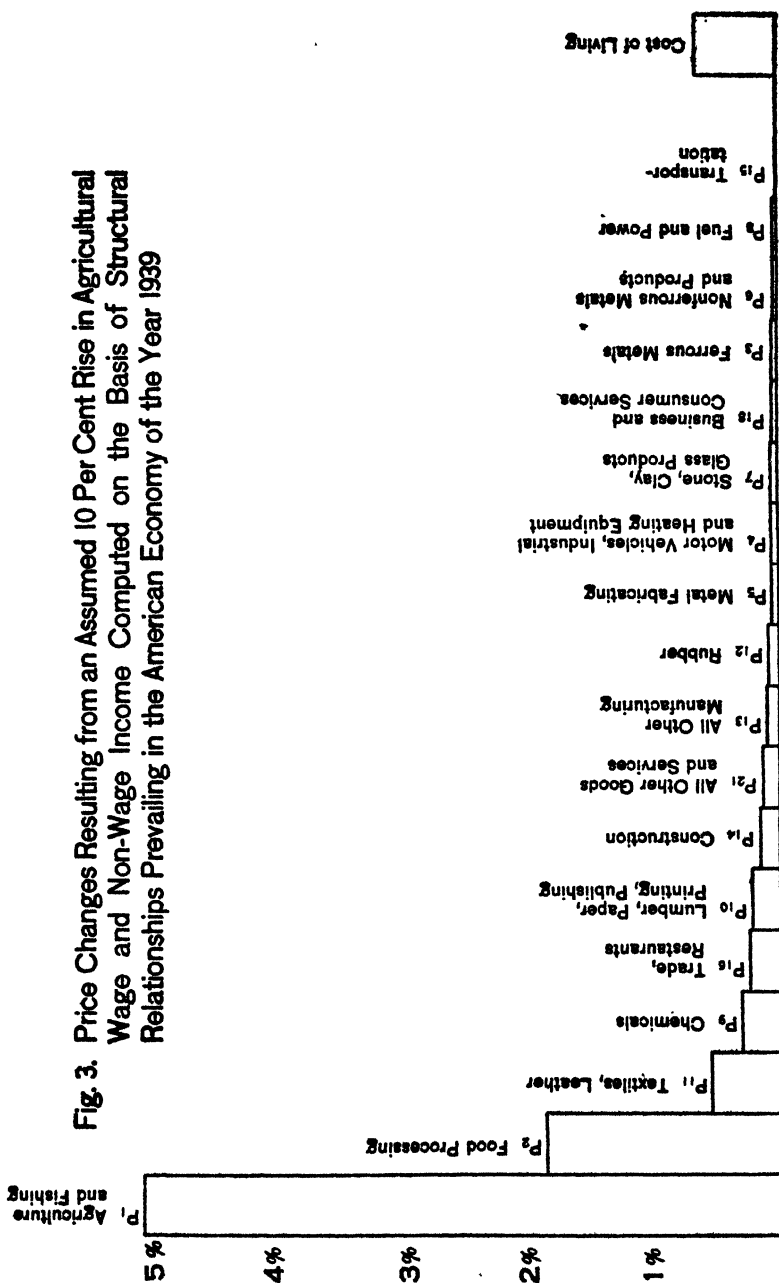 Fig. 3. Price Changes Resulting from an Assumed 10 Per Cent Rise in Agricultural
Wage and Non-Wage Income Computed on the Basis of Structural
Relationships Prevailing in the American Economy of the Year 1939
5%
4%
3%
2%
1%
P1 Agriculture
and Fishing
P2 Food Processing
P11 Textiles, Leather
P9 Chemicals
P16 Trade,
Restaurants
P10 Lumber, Paper,
Printing, Publishing
P14 Construction
P21 All Other Goods
and Services
P13 All Other
Manufacturing
P12 Rubber
P5 Metal Fabricating
P4 Motor Vehicles, Industrial
and Heating Equipment
P7 Stone, Clay,
Glass Products
P18 Business and
Consumer Services
P3 Ferrous Metals
P6 Nonferrous Metals
and Products
P8 Fuel and Power
P15 Transpor-
tation
Cost of Living